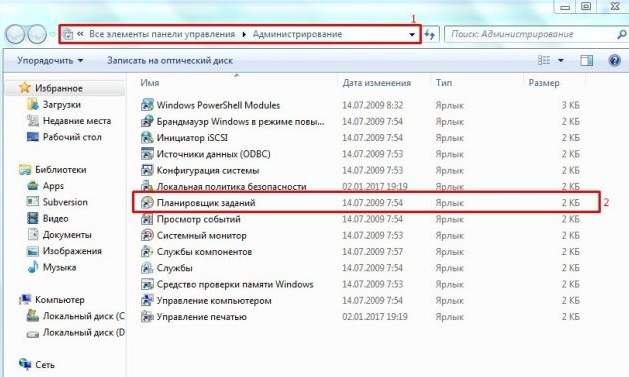 1
« Все элементы панели управления Администрирование
Поиск: Администрирование
Упорядочить Записать на оптический диск
Имя Дата изменения Тип Размер
Избранное
Загрузки
Недавние места
Рабочий стол
Библиотеки
Apps
Subversion
Видео
Документы
Изображения
Музыка
Компьютер
Локальный диск (C
Локальный диск (D
Сеть
Windows PowerShell Modules 14.07.2009 8:32 Ярлык 3 КБ
Брандмауэр Windows в режиме повы... 14.07.2009 7:54 Ярлык 2 КБ
Инициатор iSCSI 14.07.2009 7:54 Ярлык 2 КБ
Источники данных (ODBC) 14.07.2009 7:53 Ярлык 2 КБ
Конфигурация системы 14.07.2009 7:53 Ярлык 2 КБ
Локальная политика безопасности 02.01.2017 19:19 Ярлык 2 КБ
Планировщик заданий 14.07.2009 7:54 Ярлык 2 КБ 2
Просмотр событий 14.07.2009 7:54 Ярлык 2 КБ
Системный монитор 14.07.2009 7:53 Ярлык 2 КБ
Службы компонентов 14.07.2009 7:57 Ярлык 2 КБ
Службы 14.07.2009 7:54 Ярлык 2 КБ
Средство проверки памяти Windows 14.07.2009 7:53 Ярлык 2 КБ
Управление компьютером 14.07.2009 7:54 Ярлык 2 КБ
Управление печатью 02.01.2017 19:19 Ярлык 2 КБ